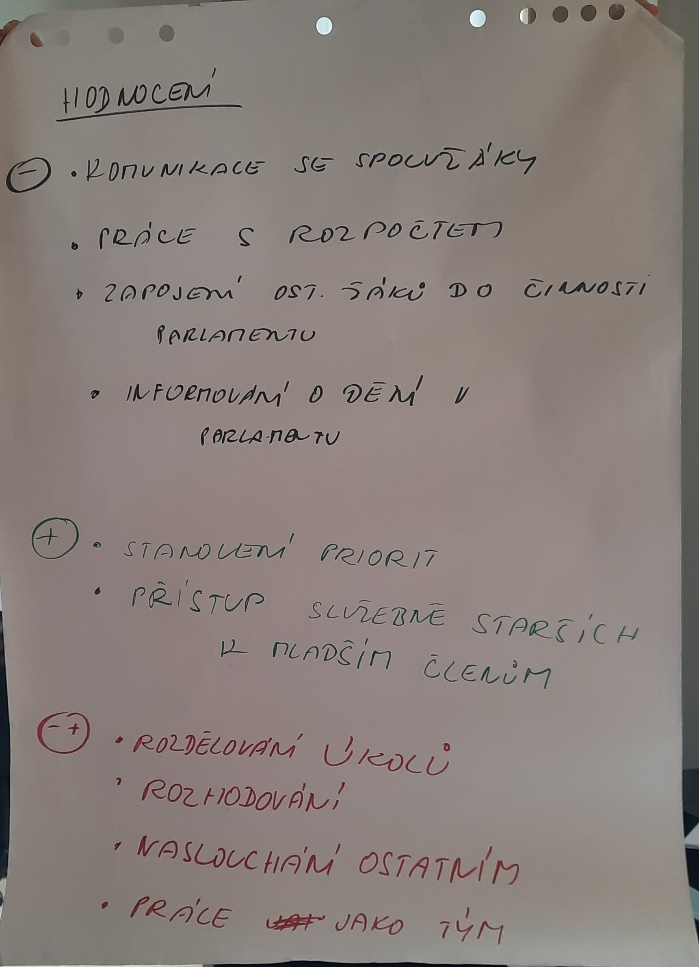 HODNOCENÍ
- • KOMUNIKACE SE SPOLUŽÁKY
• PRÁCE S ROZPOČTEM
• ZAPOJENÍ OST. ŽÁKŮ DO ČINNOSTÍ
PARLAMENTU
• INFORMOVÁNÍ O DĚNÍ V
PARLAMENTU
+ • STANOVENÍ PRIORIT
• PŘÍSTUP SLUŽEBNĚ STARŠÍCH
K MLADŠÍM ČLENŮM
-+ • ROZDĚLOVÁNÍ ÚKOLŮ
• ROZHODOVÁNÍ
• NASLOUCHÁNÍ OSTATNÍM
• PRÁCE JAKO TÝM